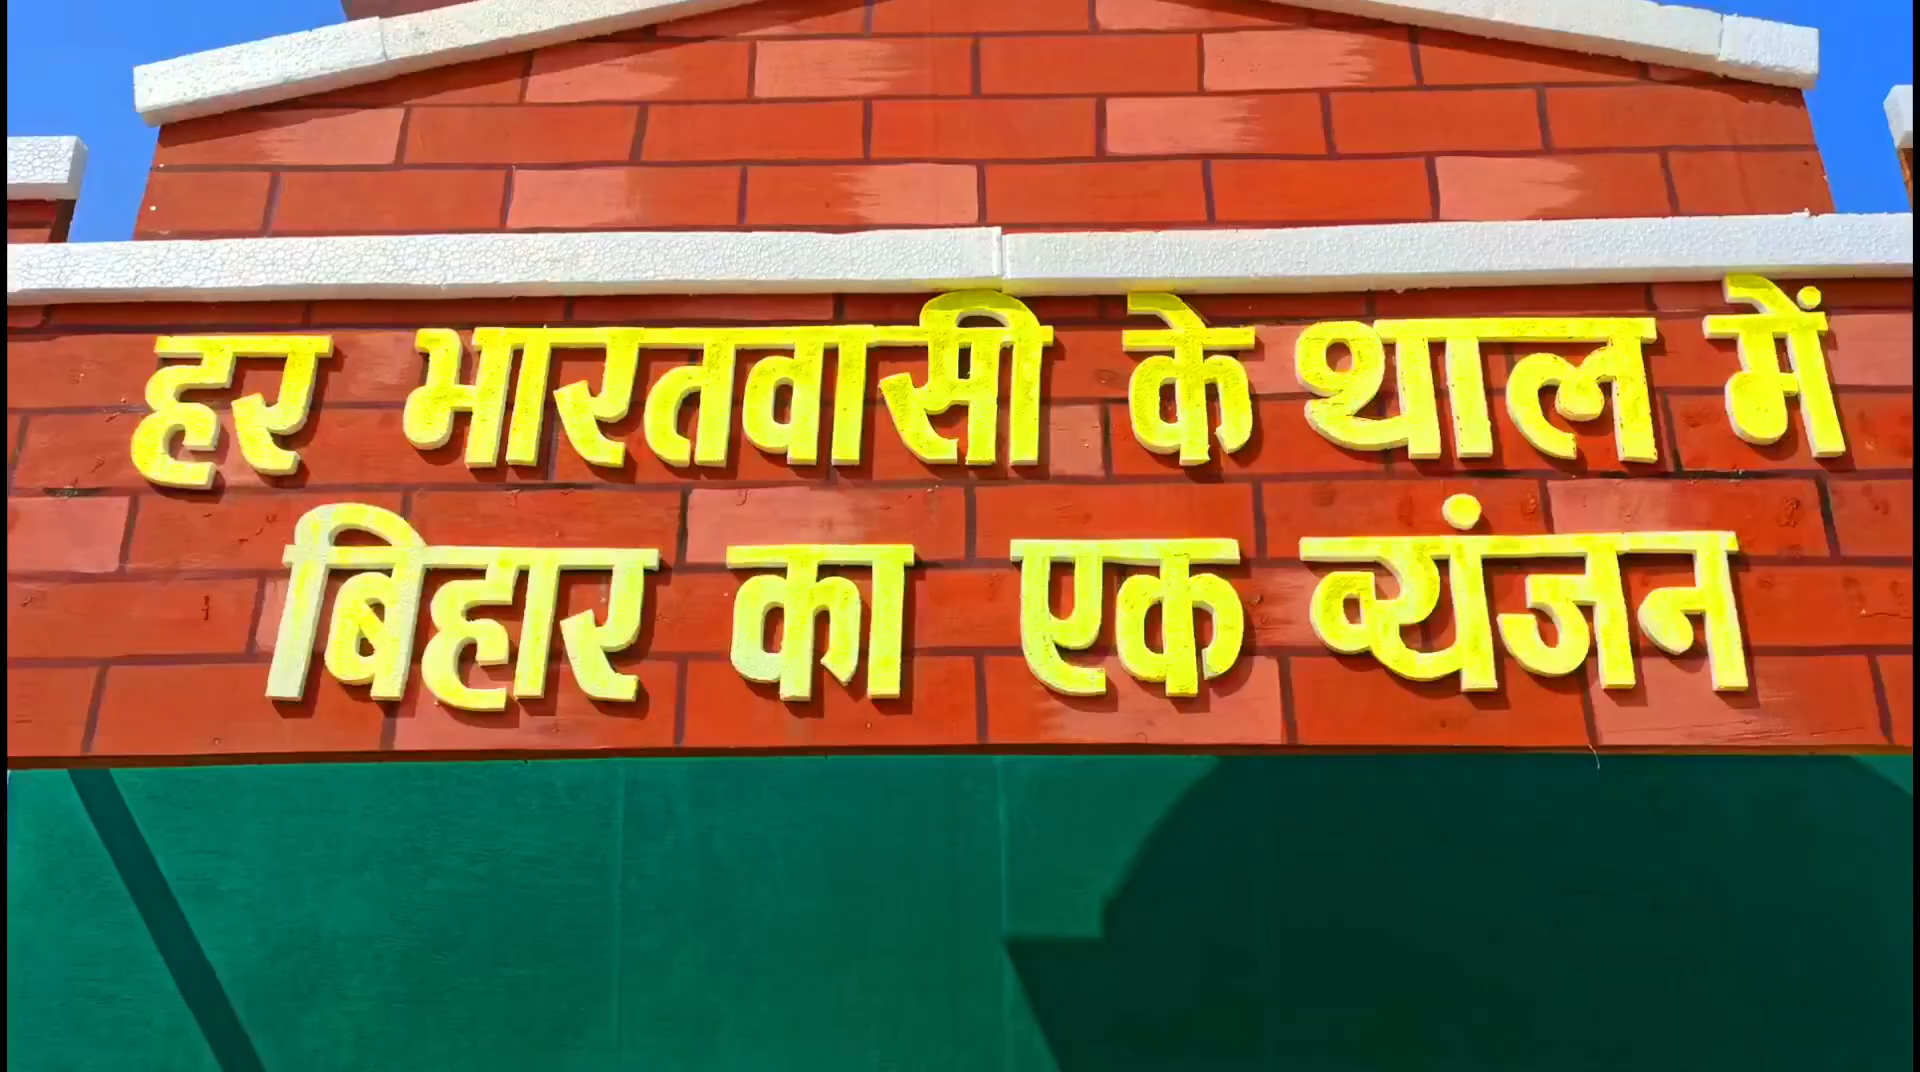 हर भारतवासी के थाल में
बिहार का एक व्यंजन